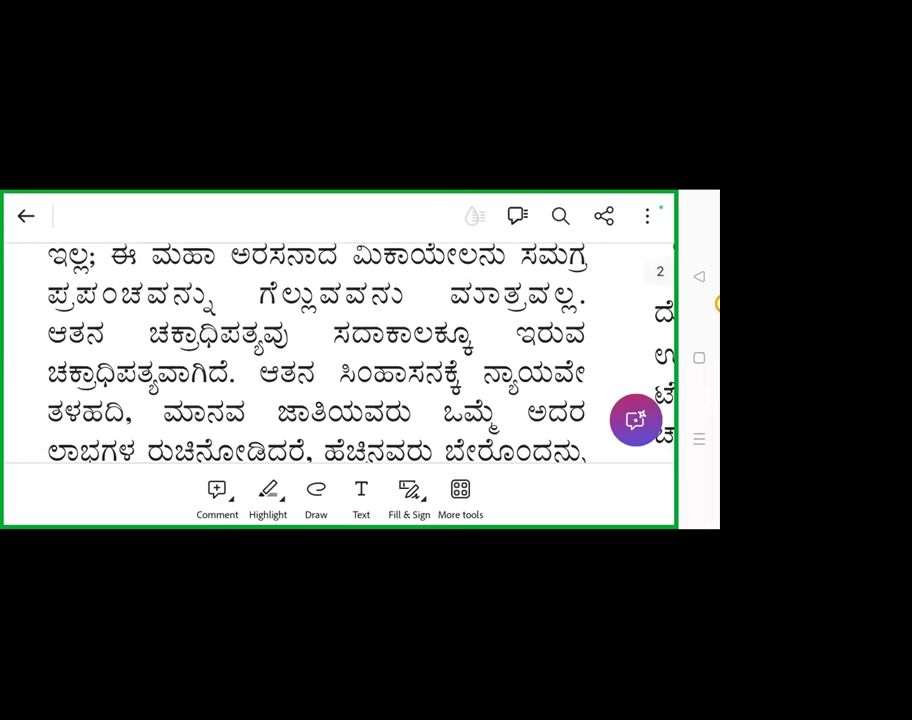 ಇಲ್ಲ; ಈ ಮಹಾ ಅರಸನಾದ ಮಿಕಾಯೇಲನು ಸಮಗ್ರ
2
ಪ್ರಪಂಚವನ್ನು ಗೆಲ್ಲುವವನು ಮಾತ್ರವಲ್ಲ.
ಆತನ ಚಕ್ರಾಧಿಪತ್ಯವು ಸದಾಕಾಲಕ್ಕೂ ಇರುವ
ಚಕ್ರಾಧಿಪತ್ಯವಾಗಿದೆ. ಆತನ ಸಿಂಹಾಸನಕ್ಕೆ ನ್ಯಾಯವೇ
ತಳಹದಿ, ಮಾನವ ಜಾತಿಯವರು ಒಮ್ಮೆ ಅದರ
ಲಾಭಗಳ ರುಚಿನೋಡಿದರೆ, ಹೆಚಿನವರು ಬೇರೊಂದನು,
Comment Highlight Draw Text Fill & Sign More tools